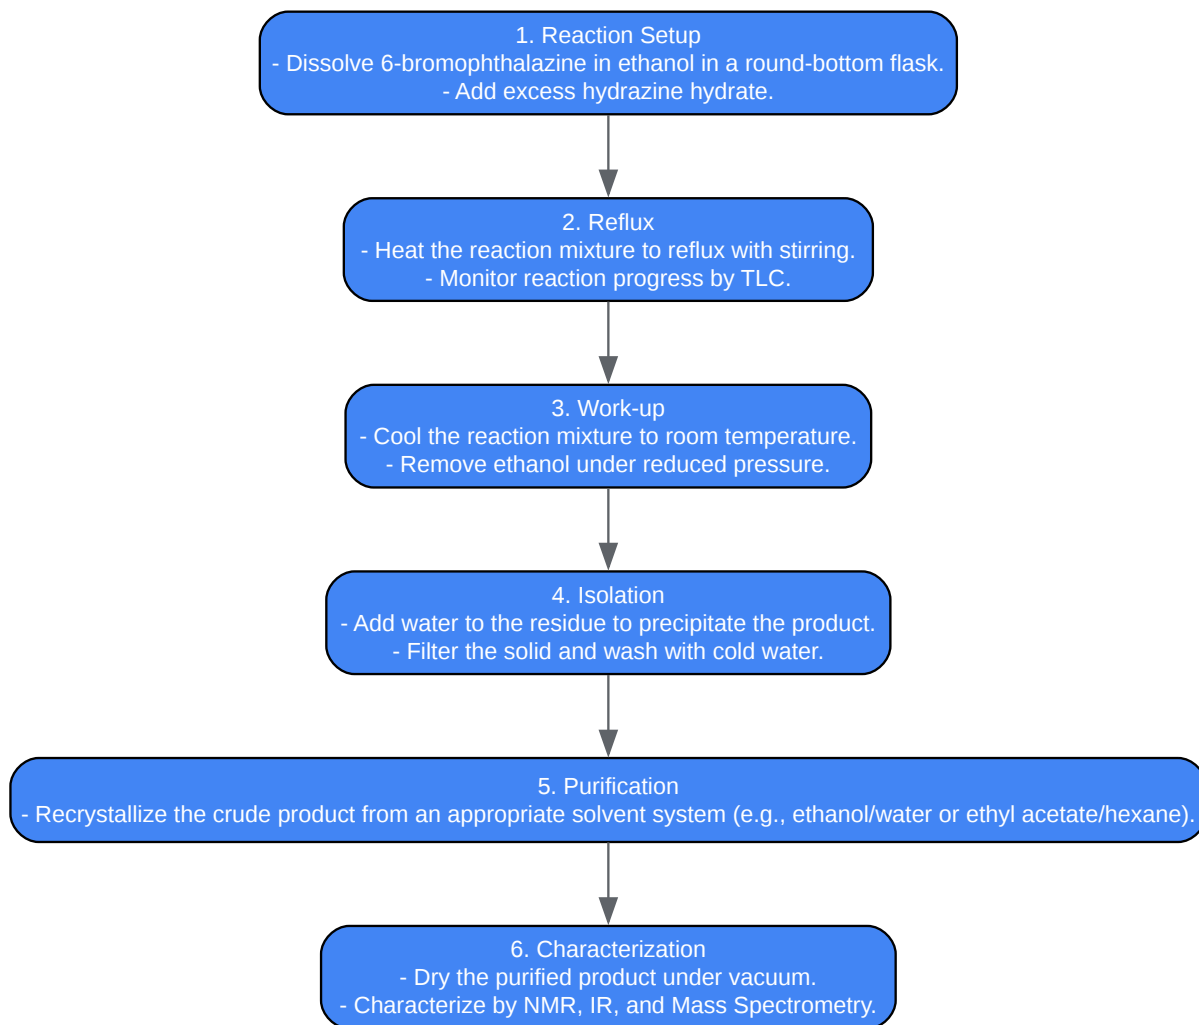 1. Reaction Setup
- Dissolve 6-bromophthalazine in ethanol in a round-bottom flask.
- Add excess hydrazine hydrate.
2. Reflux
- Heat the reaction mixture to reflux with stirring.
- Monitor reaction progress by TLC.
3. Work-up
- Cool the reaction mixture to room temperature.
- Remove ethanol under reduced pressure.
4. Isolation
- Add water to the residue to precipitate the product.
- Filter the solid and wash with cold water.
5. Purification
- Recrystallize the crude product from an appropriate solvent system (e.g., ethanol/water or ethyl acetate/hexane).
6. Characterization
- Dry the purified product under vacuum.
- Characterize by NMR, IR, and Mass Spectrometry.